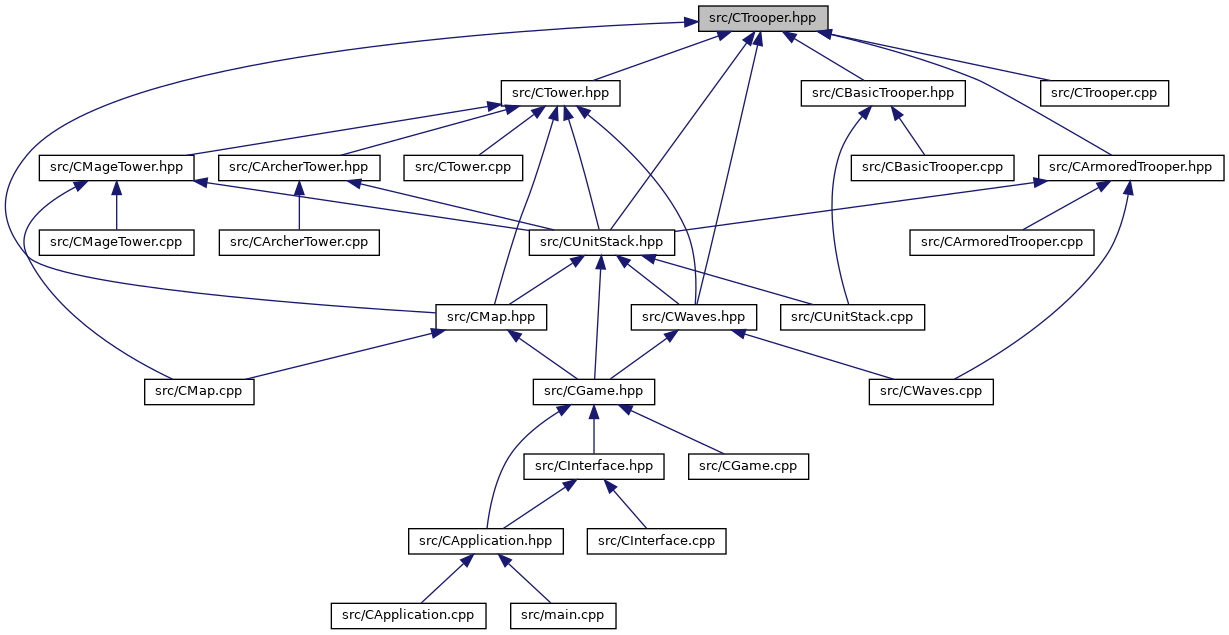 src/CTrooper.hpp
src/CTower.hpp
src/CBasicTrooper.hpp
src/CTrooper.cpp
src/CMageTower.hpp
src/CArcherTower.hpp
src/CTower.cpp
src/CBasicTrooper.cpp
src/CArmoredTrooper.hpp
src/CMageTower.cpp
src/CArcherTower.cpp
src/CUnitStack.hpp
src/CArmoredTrooper.cpp
src/CMap.hpp
src/CWaves.hpp
src/CUnitStack.cpp
src/CMap.cpp
src/CGame.hpp
src/CWaves.cpp
src/CInterface.hpp
src/CGame.cpp
src/CApplication.hpp
src/CInterface.cpp
src/CApplication.cpp
src/main.cpp